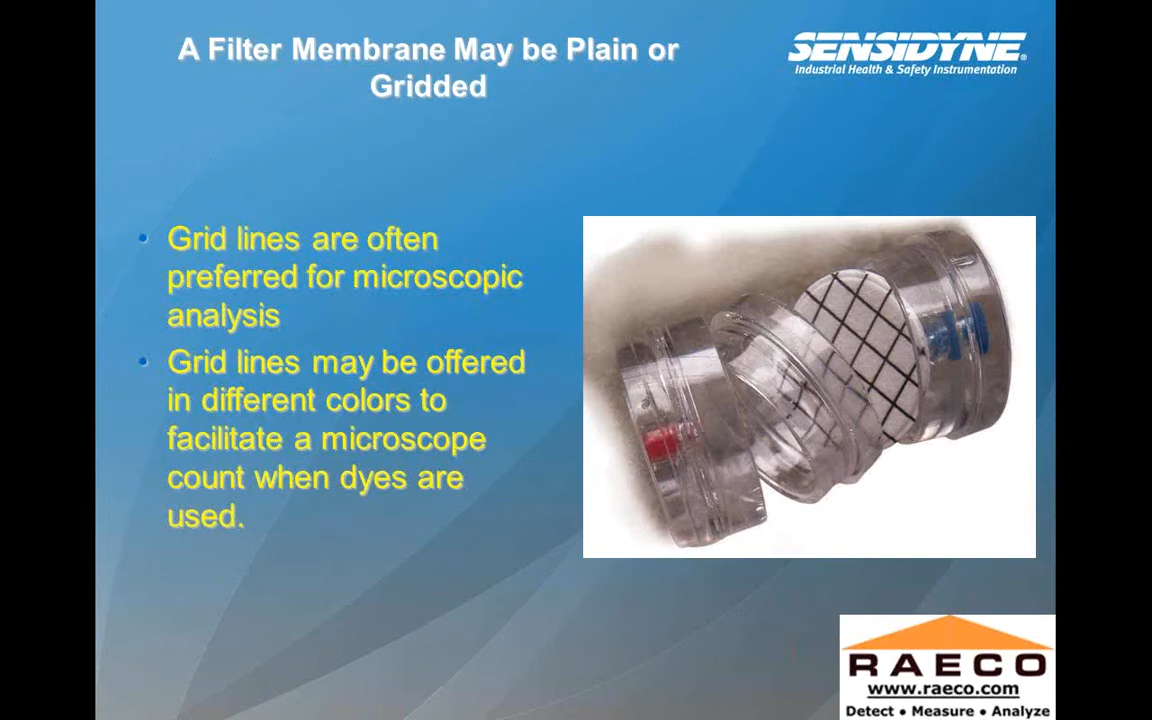 A Filter Membrane May be Plain or
Gridded
SENSIDYNE®
Industrial Health & Safety Instrumentation
• Grid lines are often
preferred for microscopic
analysis
• Grid lines may be offered
in different colors to
facilitate a microscope
count when dyes are
used.
RAECO
www.raeco.com
Detect • Measure • Analyze